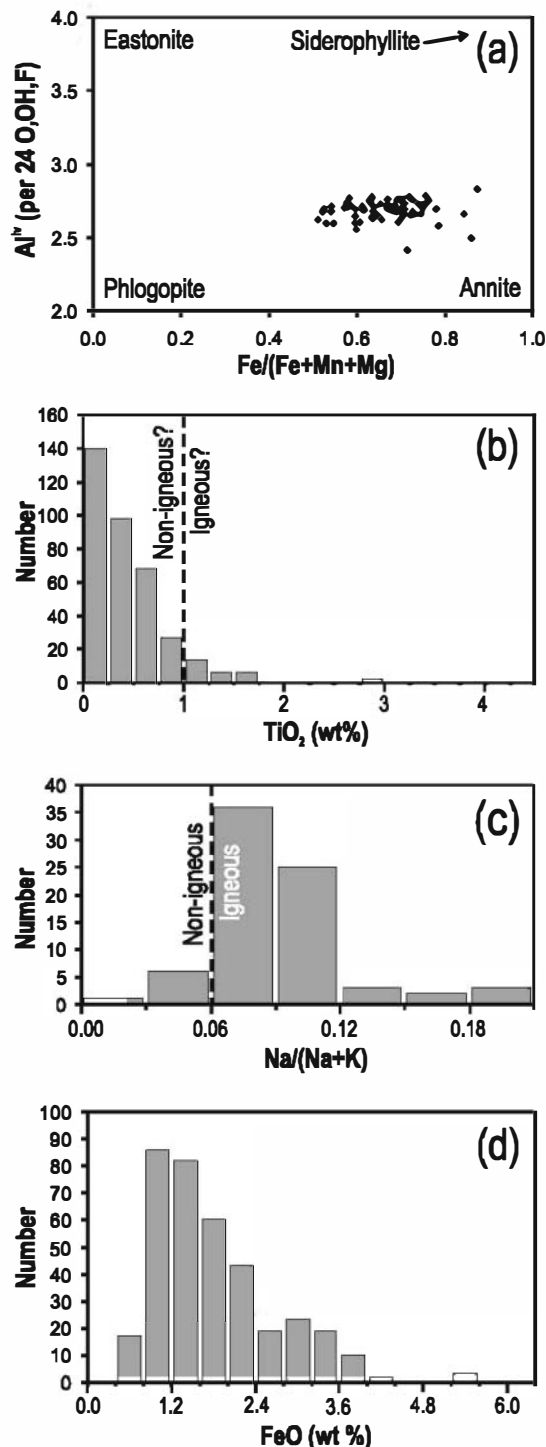 Eastonite
Siderophyllite
(a)
4.0
3.5
3.0
2.5
2.0
Al^iv (per 24 O,OH,F)
Phlogopite
Annite
0.0 0.2 0.4 0.6 0.8 1.0
Fe/(Fe+Mn+Mg)
(b)
160
140
120
100
80
60
40
20
0
Number
Non-igneous?
Igneous?
0 1 2 3 4
TiO₂ (wt%)
(c)
40
35
30
25
20
15
10
5
0
Number
Non-igneous
Igneous
0.00 0.06 0.12 0.18
Na/(Na+K)
(d)
100
90
80
70
60
50
40
30
20
10
0
Number
0.0 1.2 2.4 3.6 4.8 6.0
FeO (wt %)